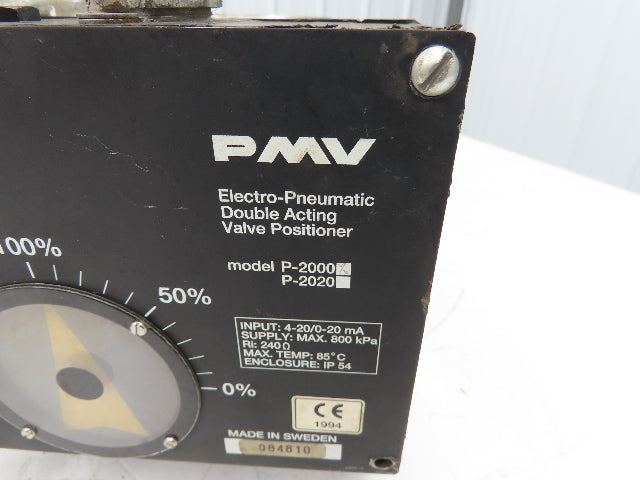 PMV
Electro-Pneumatic
Double Acting
Valve Positioner
model P-2000
P-2020
100%
50%
0%
INPUT: 4-20/0-20 mA
SUPPLY: MAX. 800 kPa
RI: 240Ω
MAX. TEMP: 85°C
ENCLOSURE: IP 54
CE
1994
MADE IN SWEDEN
084810